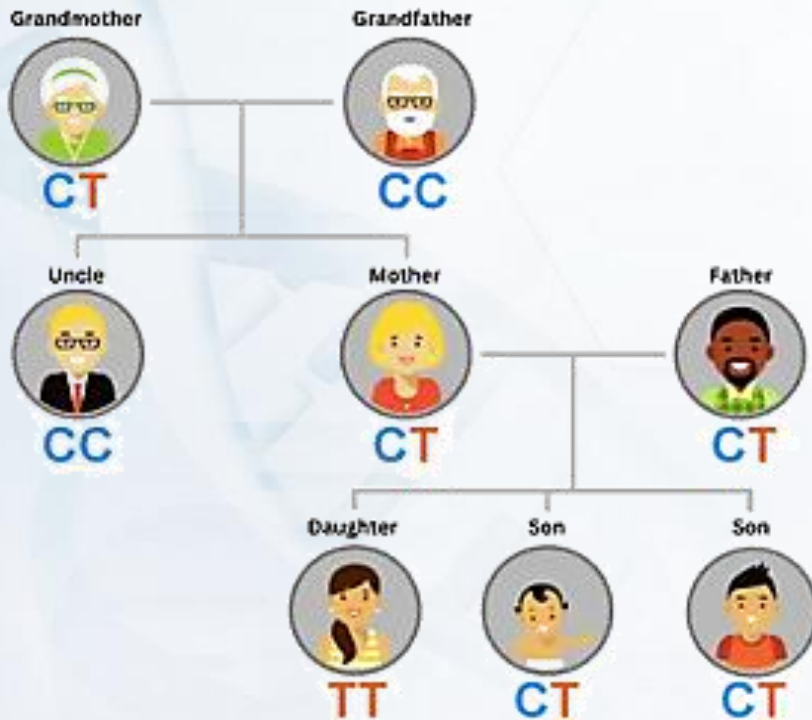 Grandmother Grandfather
CT CC
Uncle Mother Father
CC CT CT
Daughter Son Son
TT CT CT